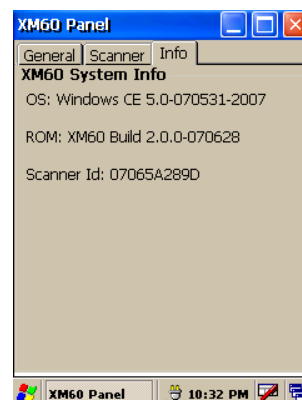 XM60 Panel
General Scanner Info
XM60 System Info
OS: Windows CE 5.0-070531-2007
ROM: XM60 Build 2.0.0-070628
Scanner Id: 07065A289D
XM60 Panel 10:32 PM